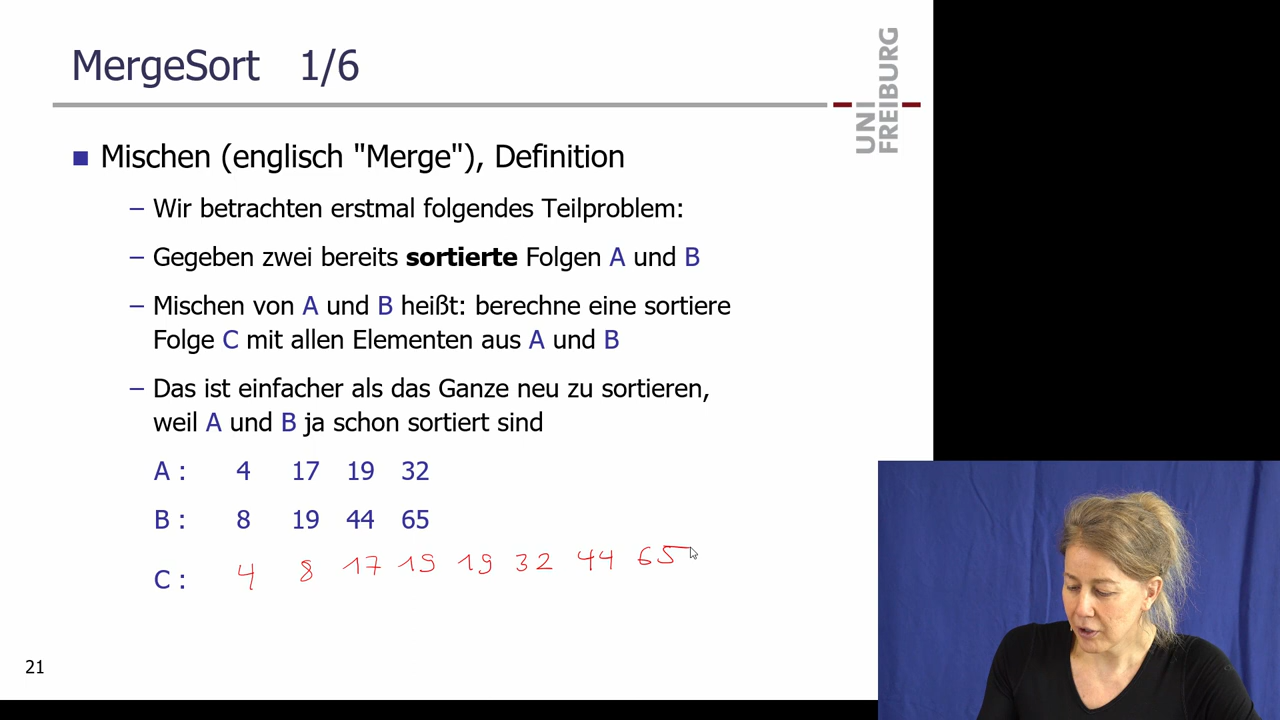 MergeSort 1/6
UNI
FREIBURG
Mischen (englisch "Merge"), Definition
– Wir betrachten erstmal folgendes Teilproblem:
– Gegeben zwei bereits sortierte Folgen A und B
– Mischen von A und B heißt: berechne eine sortiere
Folge C mit allen Elementen aus A und B
– Das ist einfacher als das Ganze neu zu sortieren,
weil A und B ja schon sortiert sind
A : 4 17 19 32
B : 8 19 44 65
C : 4 8 17 19 19 32 44 65
21